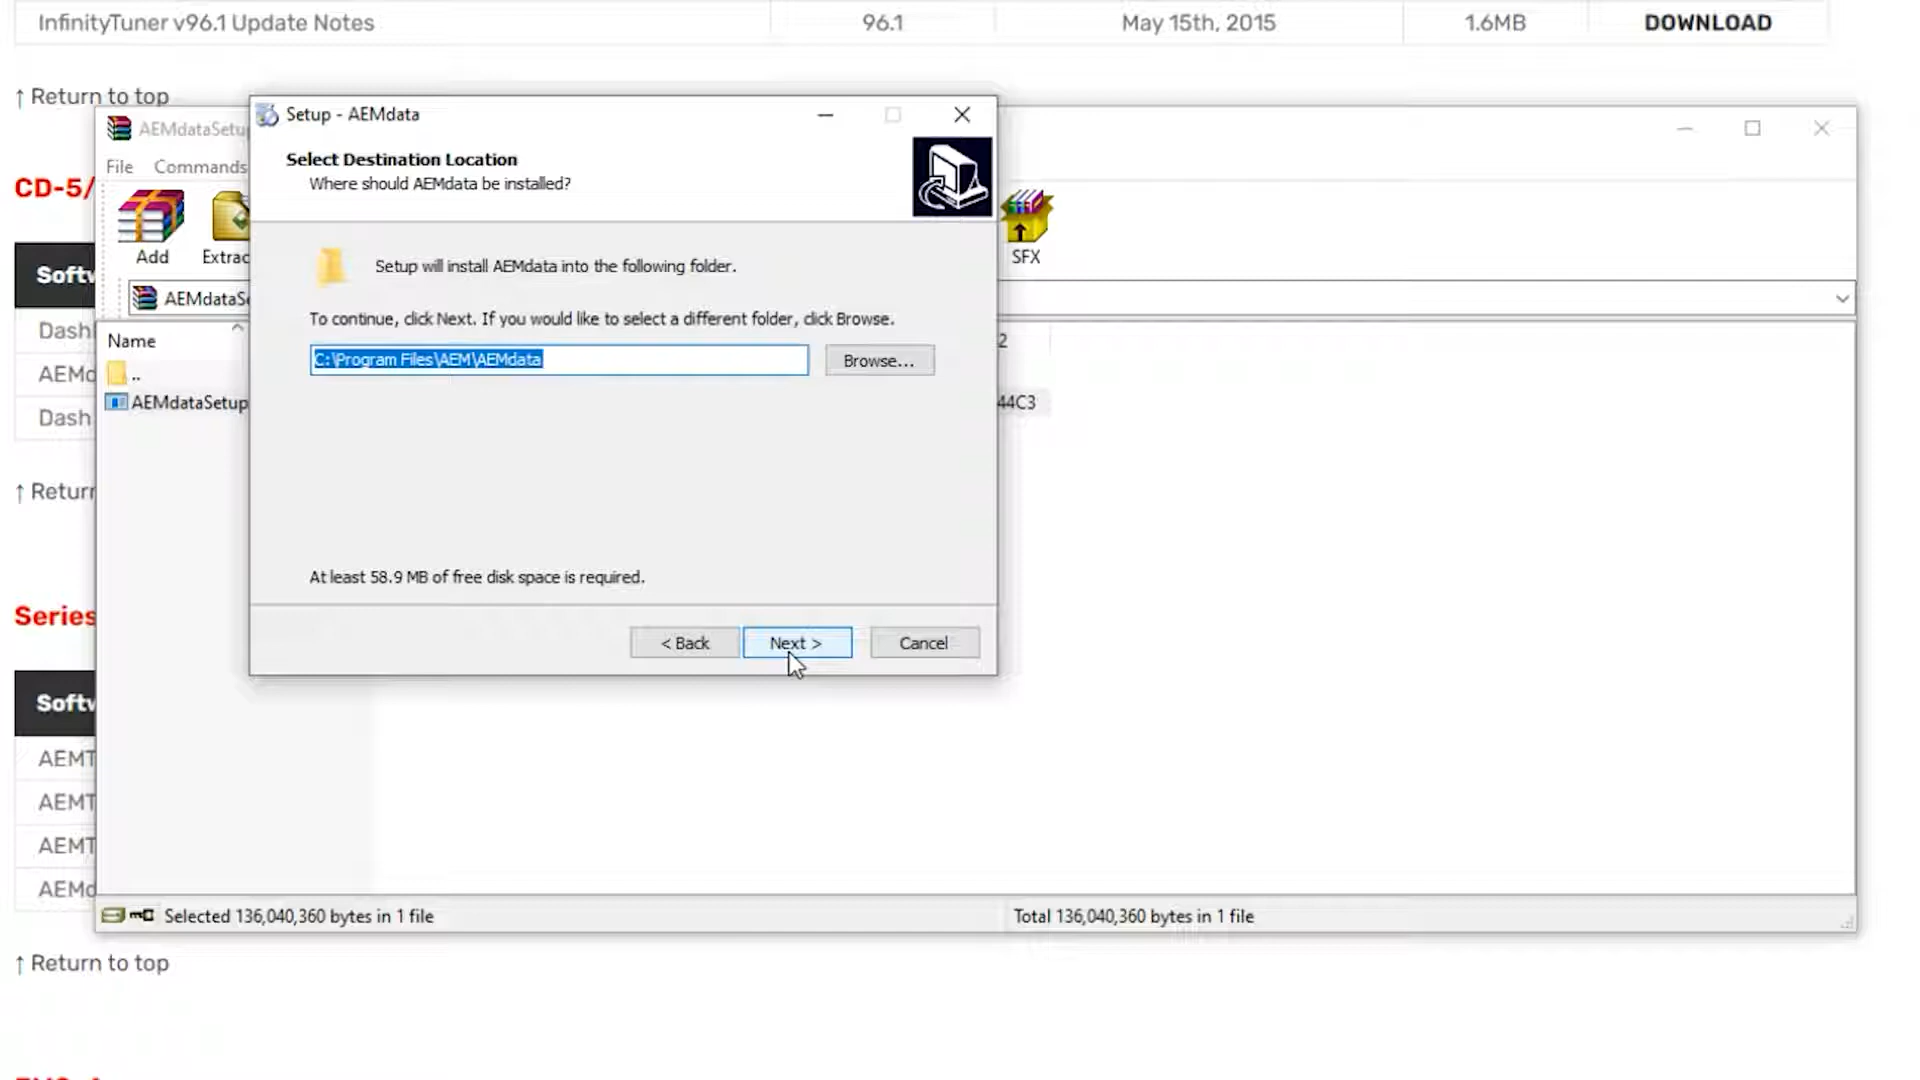 InfinityTuner v96.1 Update Notes 96.1 May 15th, 2015 1.6MB DOWNLOAD
↑ Return to top
Setup - AEMdata
AEMdataSetu
Select Destination Location
Where should AEMdata be installed?
File Commands
CD-5/
Add Extrac SFX
Setup will install AEMdata into the following folder.
Softw
AEMdataSe
To continue, click Next. If you would like to select a different folder, click Browse.
Dash
Name 2
C:\Program Files\AEM\AEMdata Browse...
AEMd ..
AEMdataSetup 44C3
Dash
↑ Return
At least 58.9 MB of free disk space is required.
Series
< Back Next > Cancel
Softw
AEMT
AEMT
AEMT
AEMd
Selected 136,040,360 bytes in 1 file Total 136,040,360 bytes in 1 file
↑ Return to top